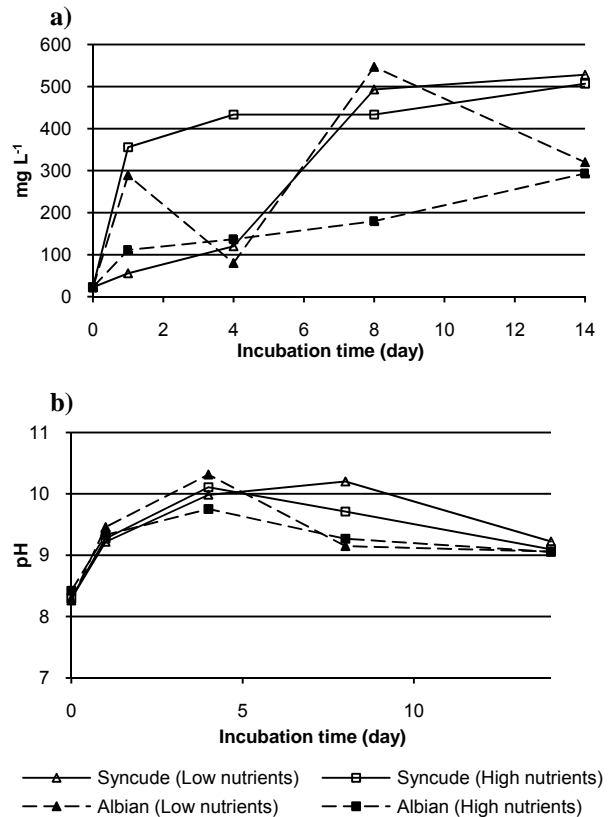 a)
600
500
400
300
200
100
0
mg L-1
0 2 4 6 8 10 12 14
Incubation time (day)
b)
11
10
9
8
7
pH
0 5 10
Incubation time (day)
Syncude (Low nutrients) Syncude (High nutrients)
Albian (Low nutrients) Albian (High nutrients)